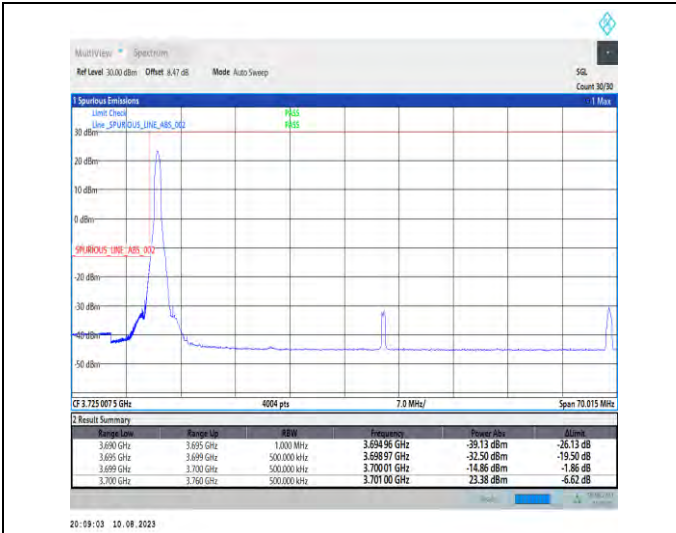 MultiView Spectrum
Ref Level 30.00 dBm Offset 8.47 dB Mode Auto Sweep SGL
Count 30/30
1 Spurious Emissions 1 Max
Limit Check PASS
Line _SPURIOUS_LINE_ABS_002 PASS
30 dBm
20 dBm
10 dBm
0 dBm
SPURIOUS_LINE_ABS_002
-20 dBm
-30 dBm
-40 dBm
-50 dBm
CF 3.725 007 5 GHz 4004 pts 7.0 MHz/ Span 70.015 MHz
2 Result Summary
Range Low Range Up RBW Frequency Power Abs ΔLimit
3.690 GHz 3.695 GHz 1.000 MHz 3.694 96 GHz -39.13 dBm -26.13 dB
3.695 GHz 3.699 GHz 500.000 kHz 3.698 97 GHz -32.50 dBm -19.50 dB
3.699 GHz 3.700 GHz 500.000 kHz 3.700 01 GHz -14.86 dBm -1.86 dB
3.700 GHz 3.760 GHz 500.000 kHz 3.701 00 GHz 23.38 dBm -6.62 dB
20:09:03 10.08.2023